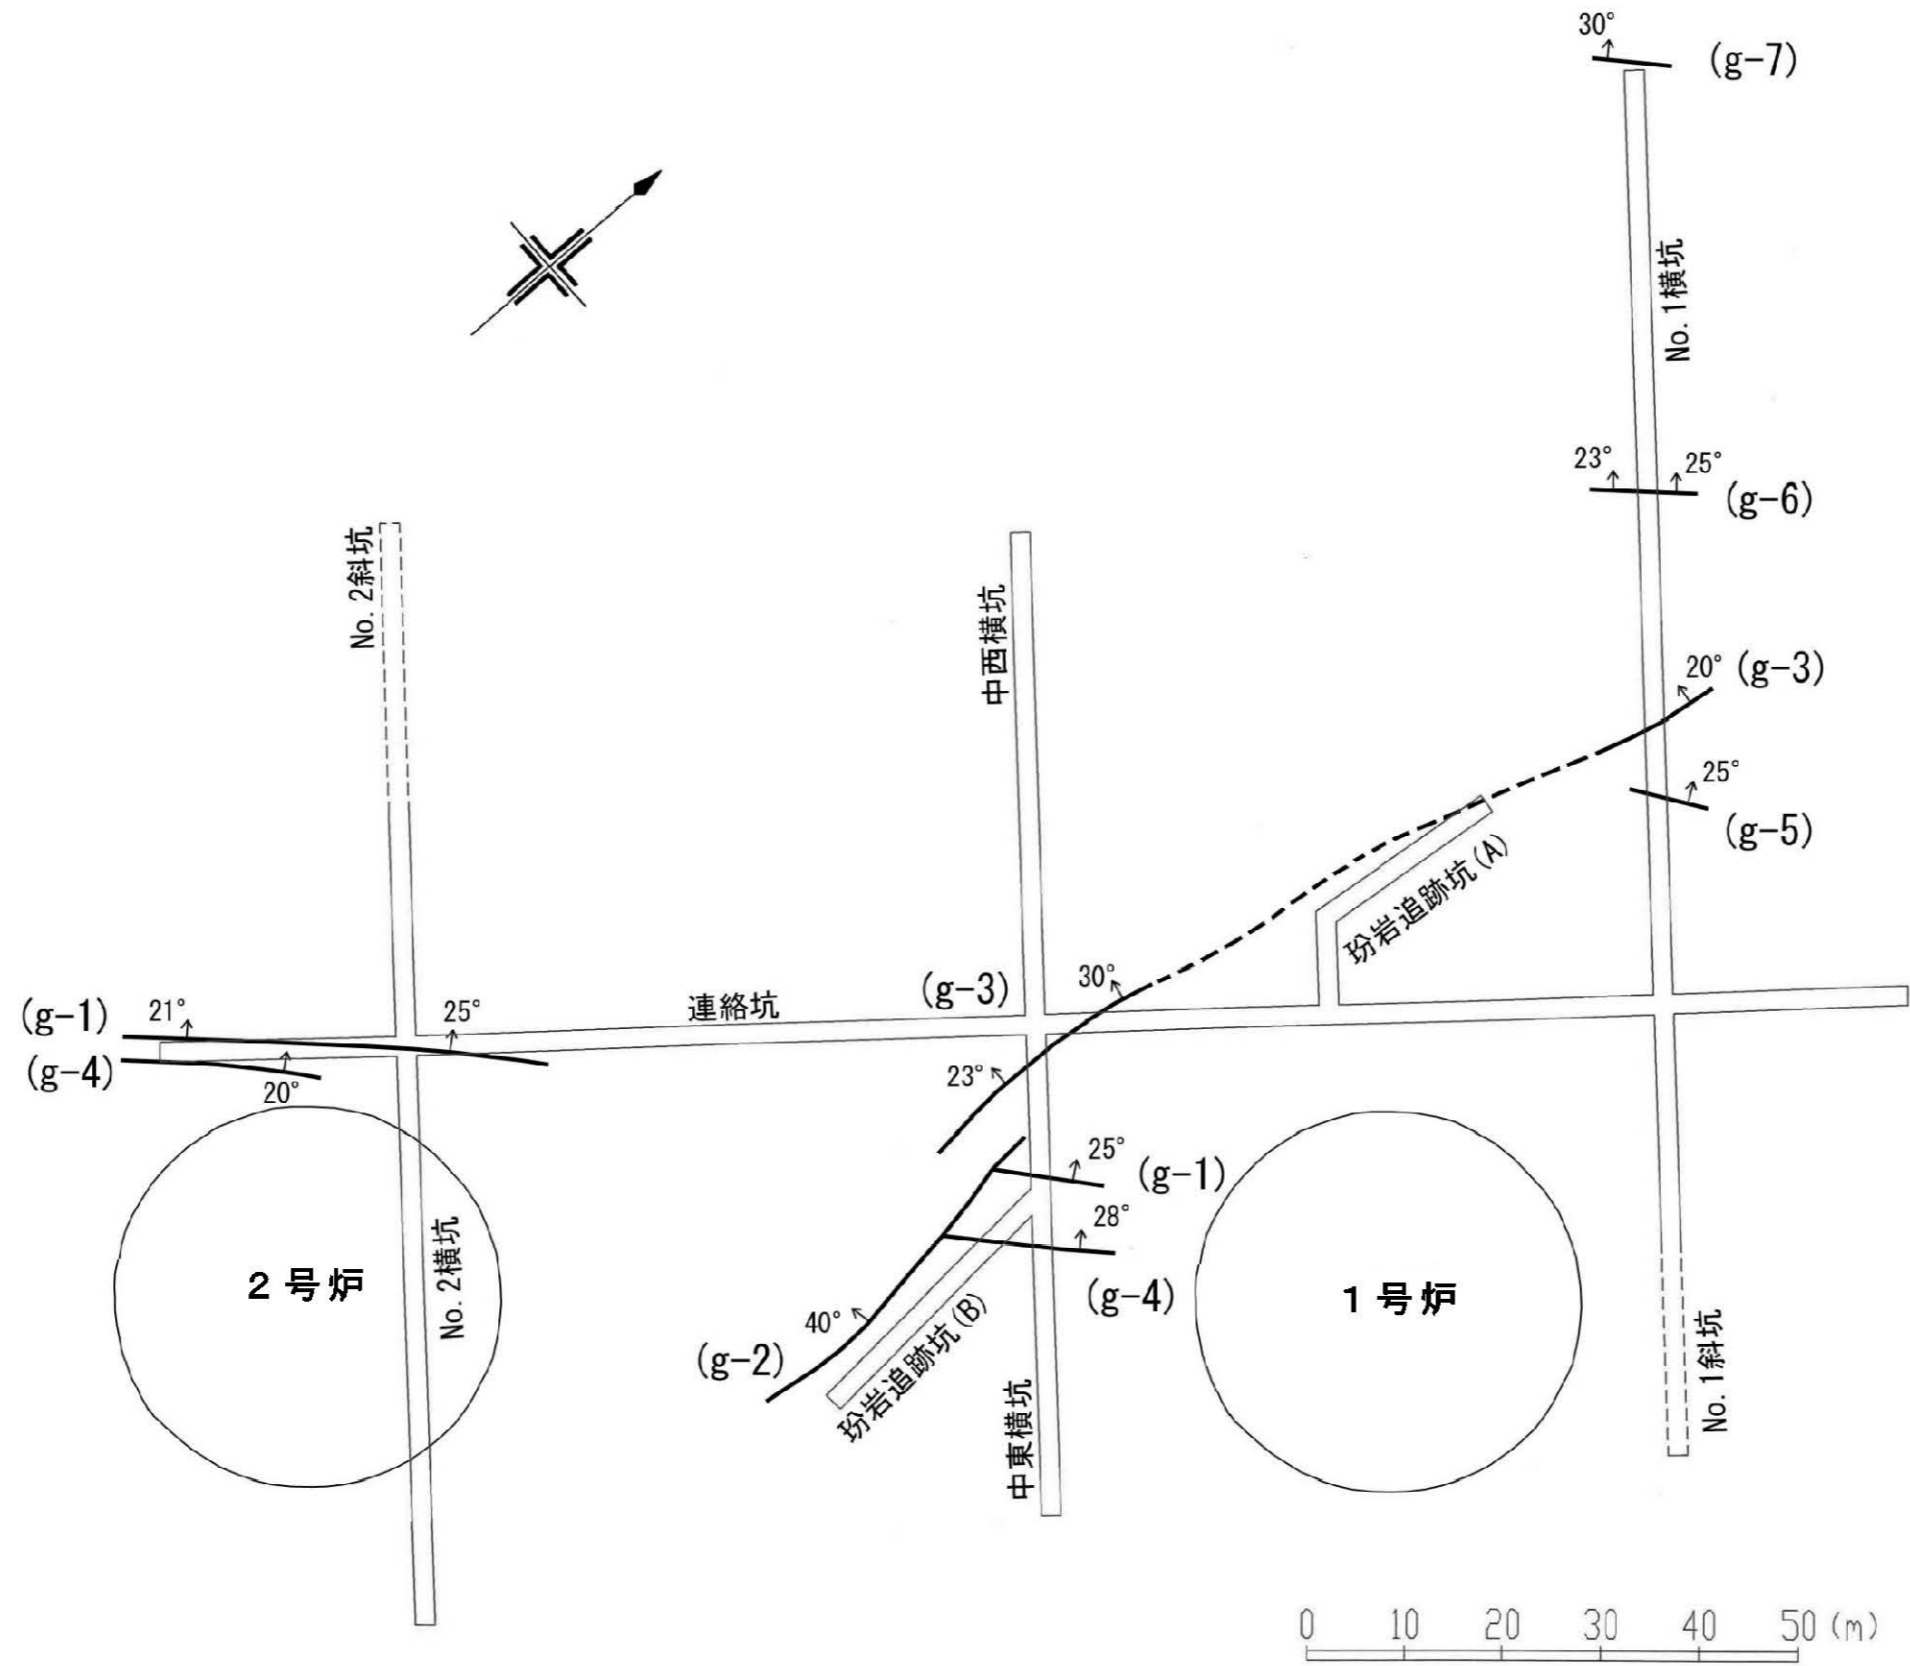 30°
(g-7)
No.1横坑
23°
25°
(g-6)
No.2斜坑
中西横坑
20°
(g-3)
25°
(g-5)
玢岩追跡坑(A)
(g-1)
21°
25°
連絡坑
(g-3)
30°
(g-4)
20°
23°
25°
(g-1)
28°
(g-4)
2号炉
No.2横坑
1号炉
40°
(g-2)
玢岩追跡坑(B)
中東横坑
No.1斜坑
0 10 20 30 40 50 (m)